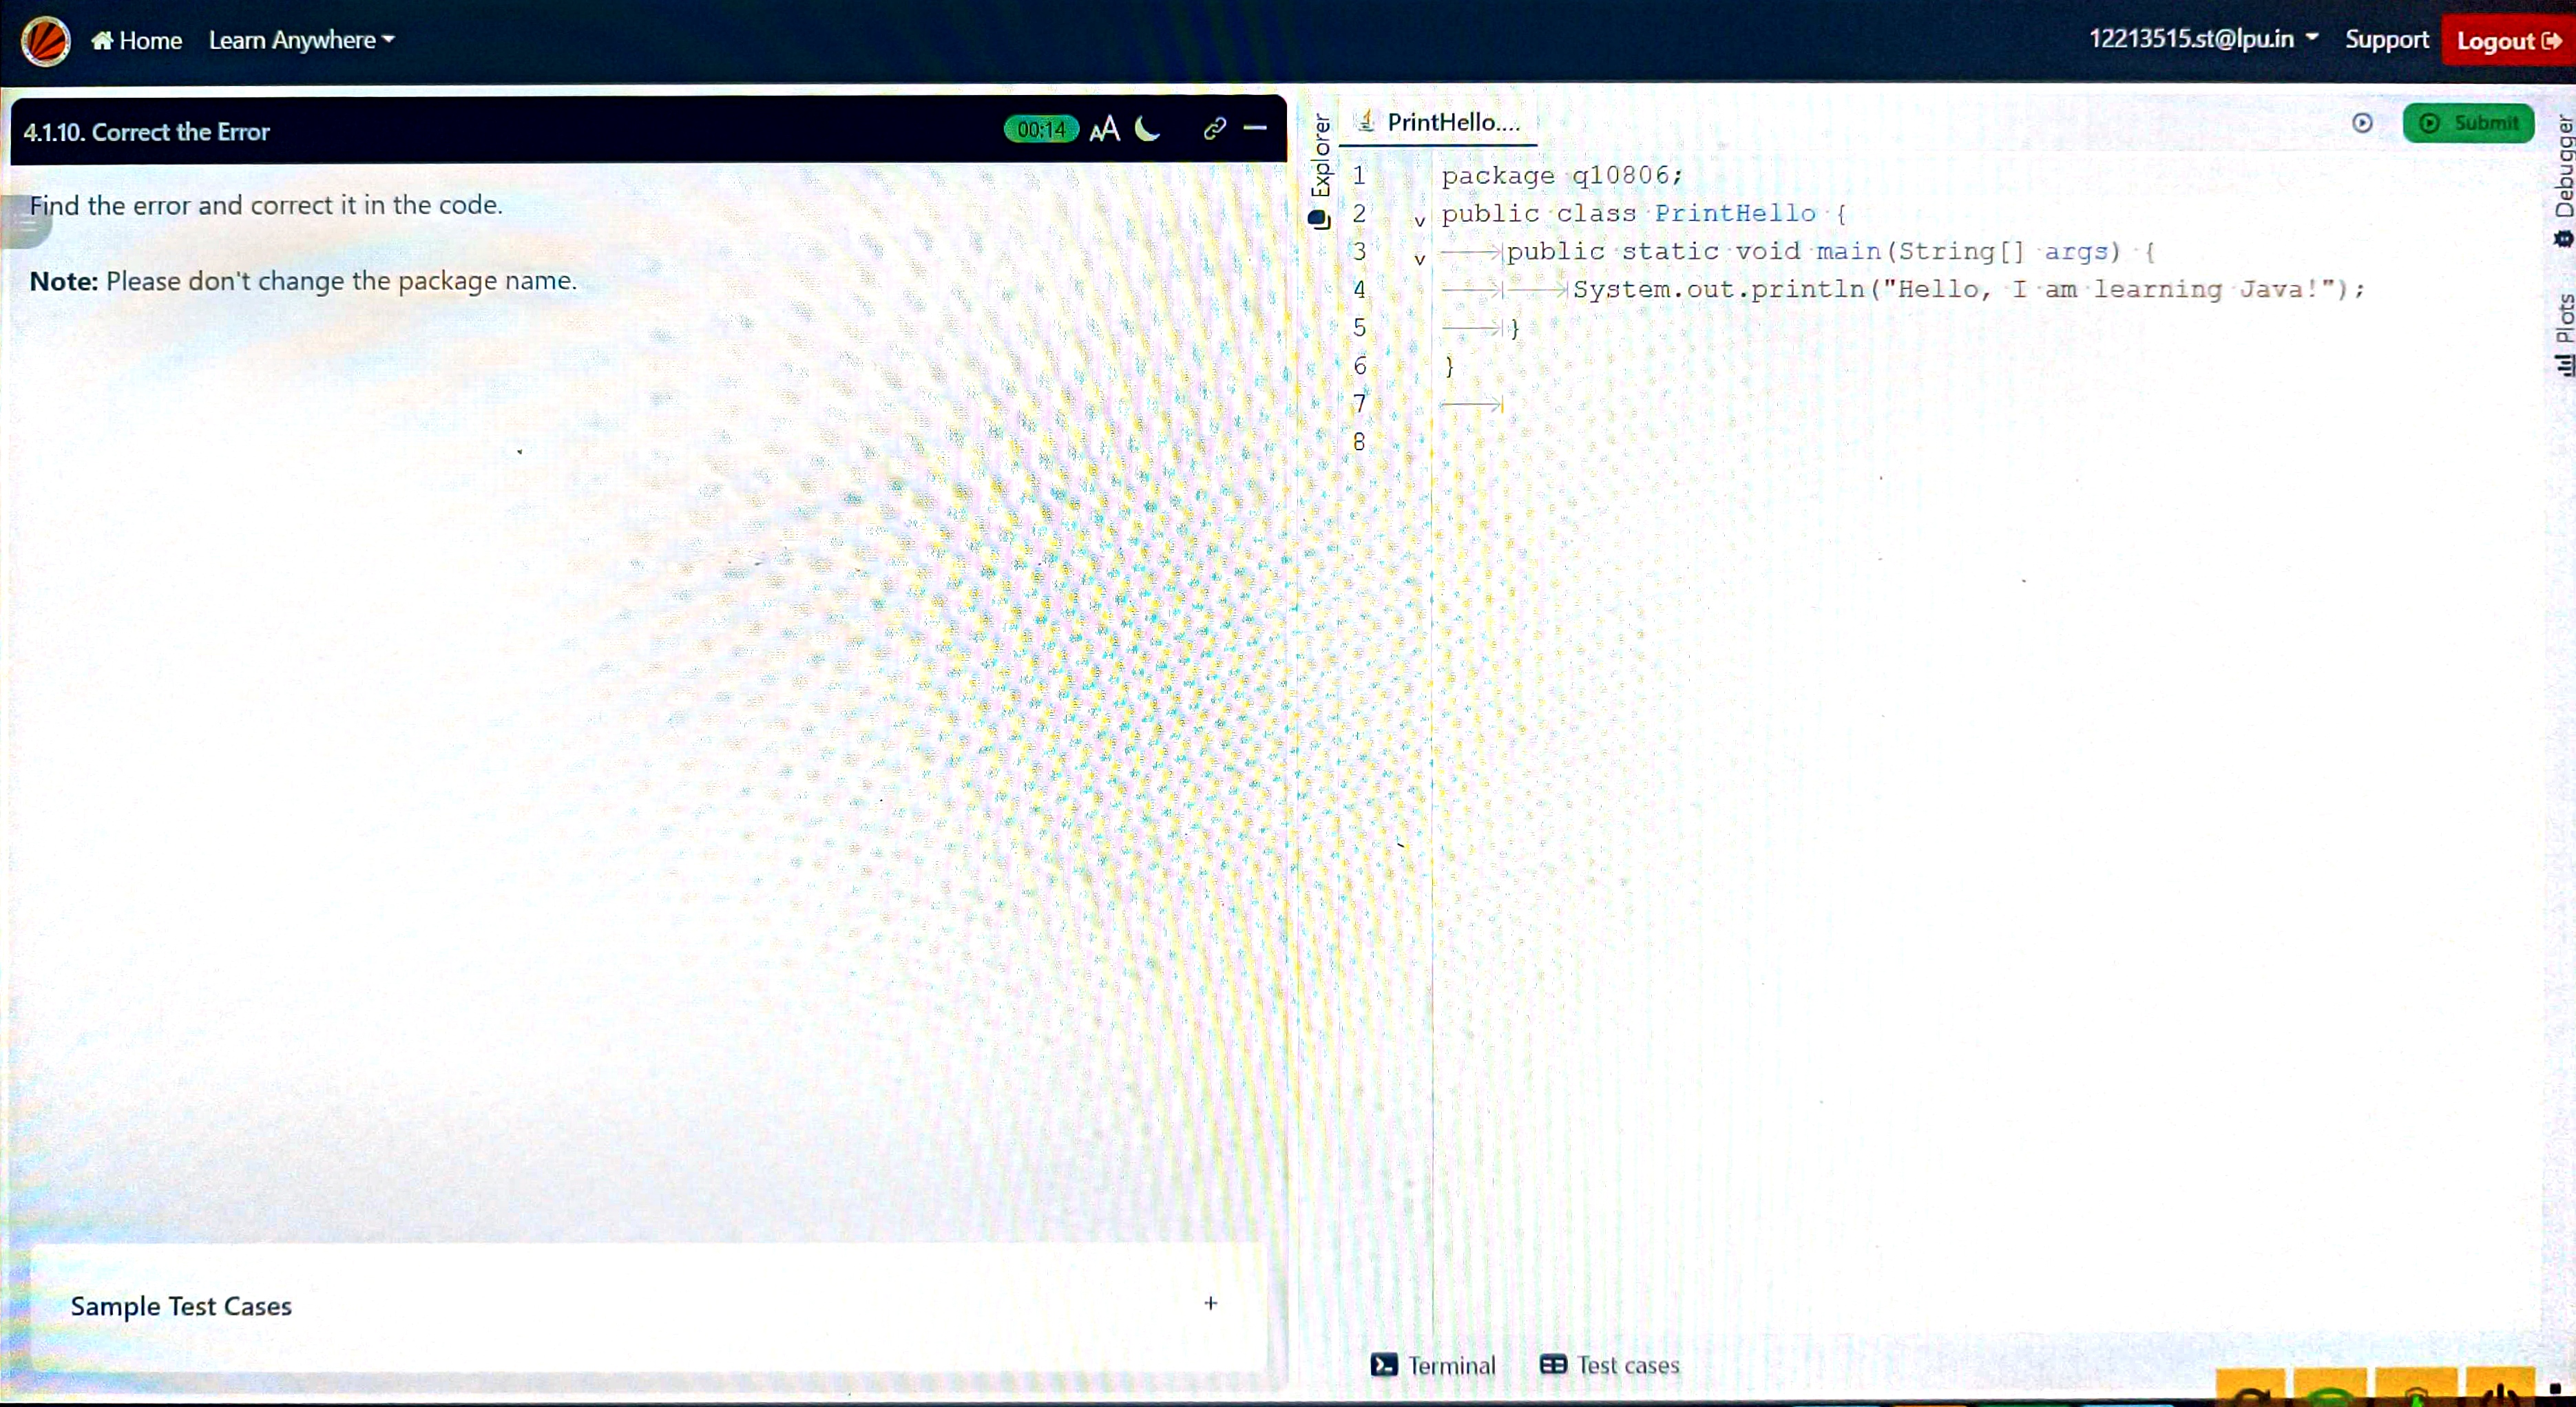 Home Learn Anywhere 12213515.st@lpu.in Support Logout
4.1.10. Correct the Error 00:14 AA
Find the error and correct it in the code.
Note: Please don't change the package name.
Sample Test Cases +
Explorer
PrintHello....
Submit
1 package q10806;
2 public class PrintHello {
3 public static void main(String[] args) {
4 System.out.println("Hello, I am learning Java!");
5 }
6 }
7
8
Terminal Test cases
Debugger
Plots